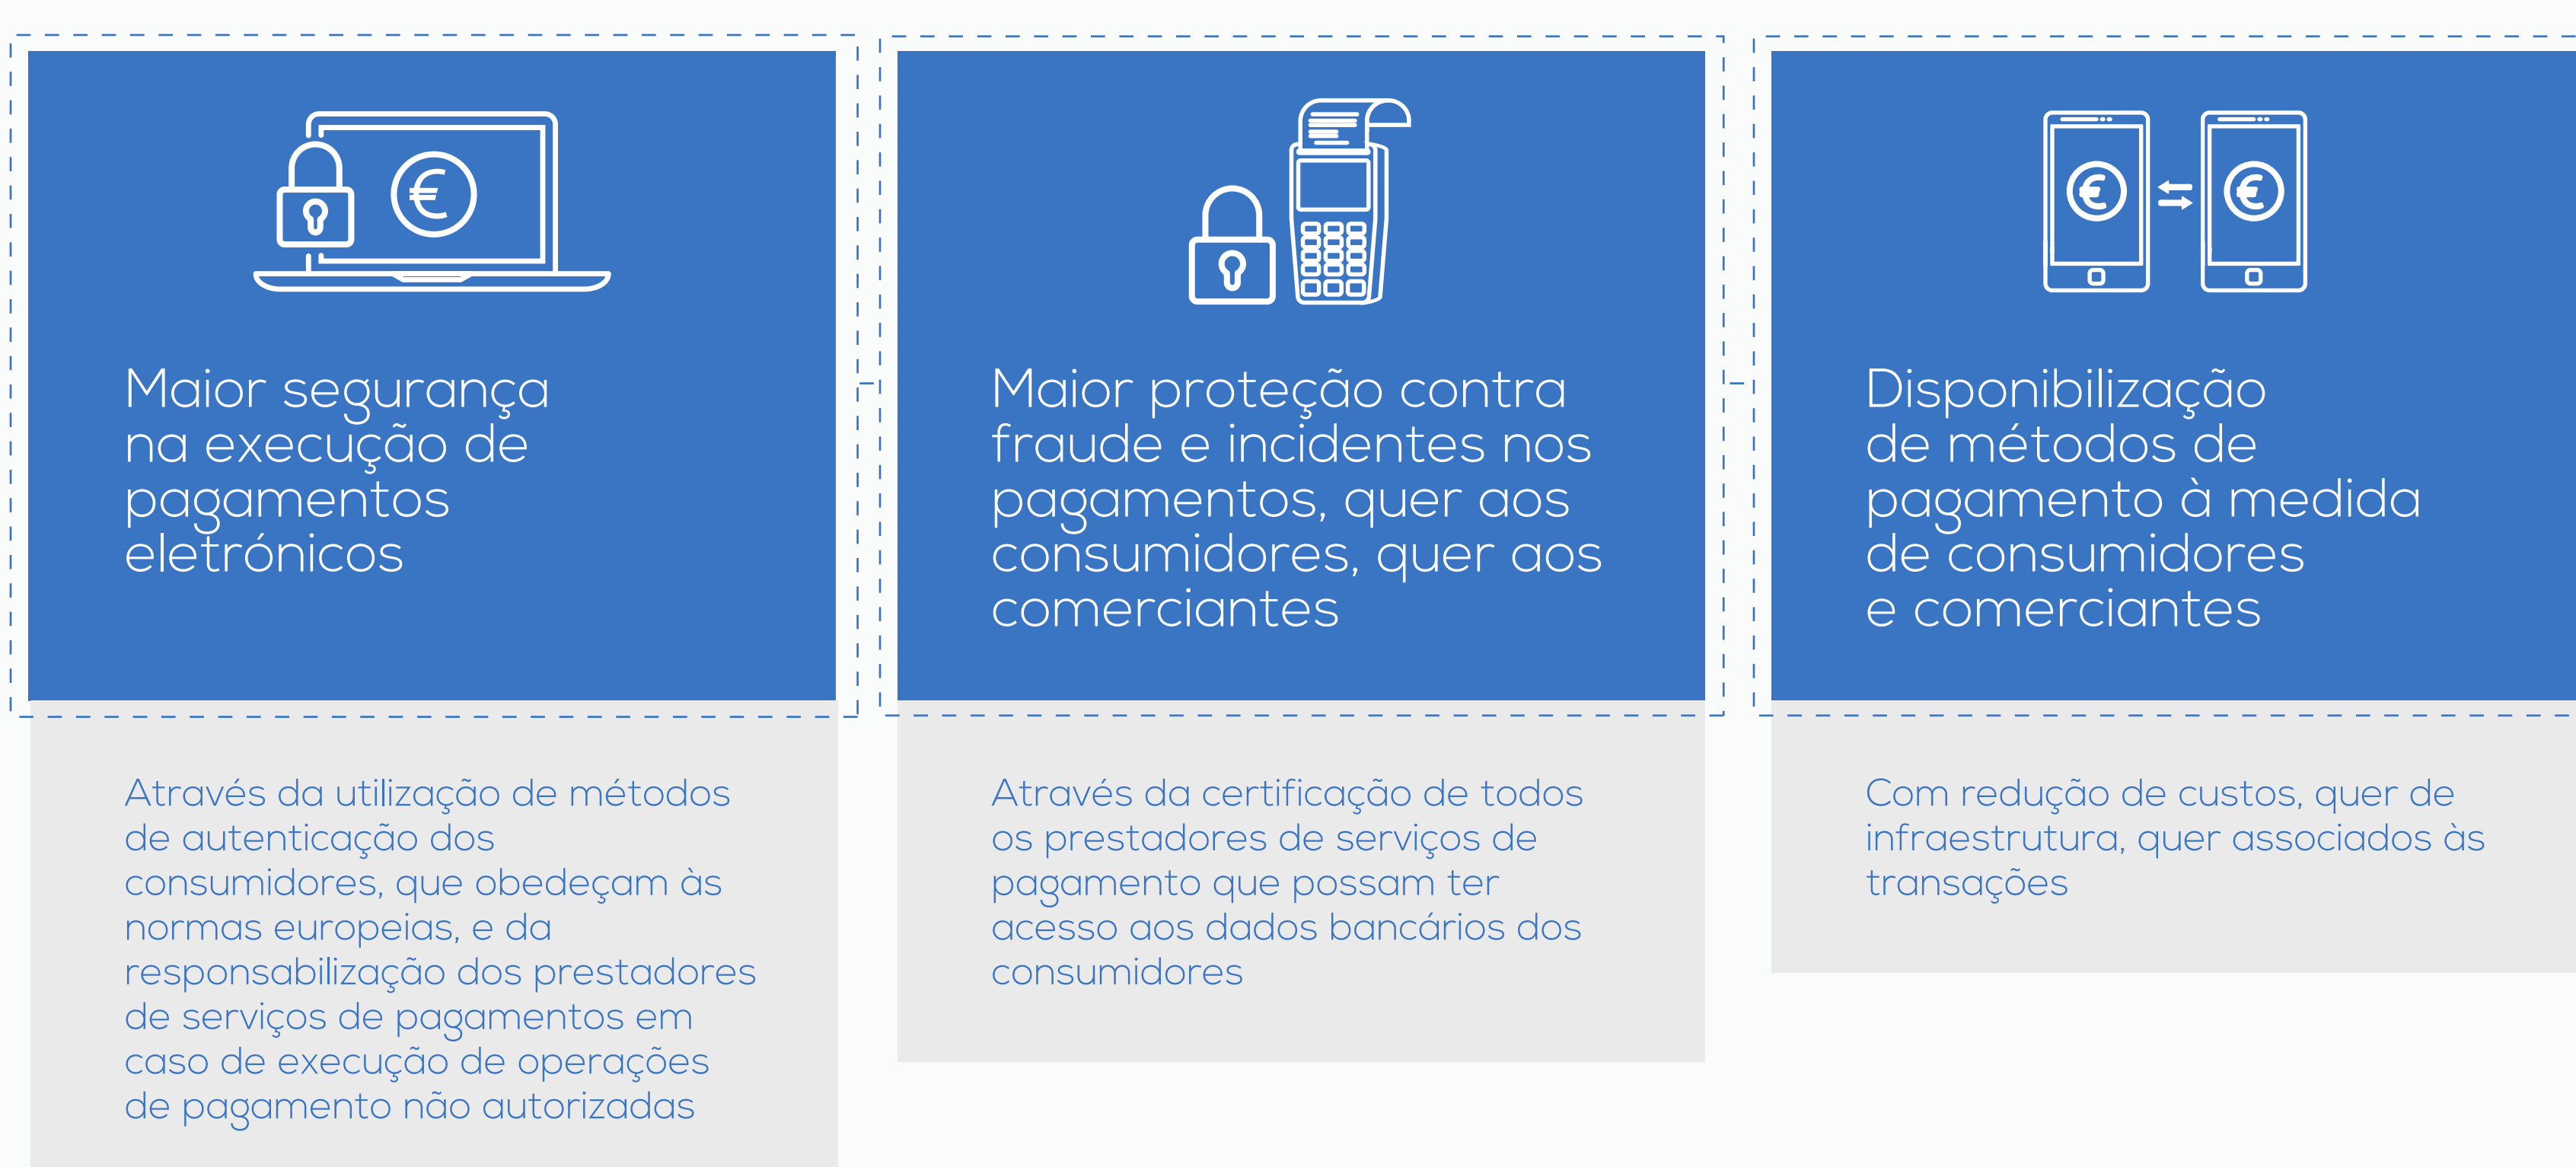 Maior segurança
na execução de
pagamentos
eletrónicos
Através da utilização de métodos
de autenticação dos
consumidores, que obedeçam às
normas europeias, e da
responsabilização dos prestadores
de serviços de pagamentos em
caso de execução de operações
de pagamento não autorizadas
Maior proteção contra
fraude e incidentes nos
pagamentos, quer aos
consumidores, quer aos
comerciantes
Através da certificação de todos
os prestadores de serviços de
pagamento que possam ter
acesso aos dados bancários dos
consumidores
Disponibilização
de métodos de
pagamento à medida
de consumidores
e comerciantes
Com redução de custos, quer de
infraestrutura, quer associados às
transações